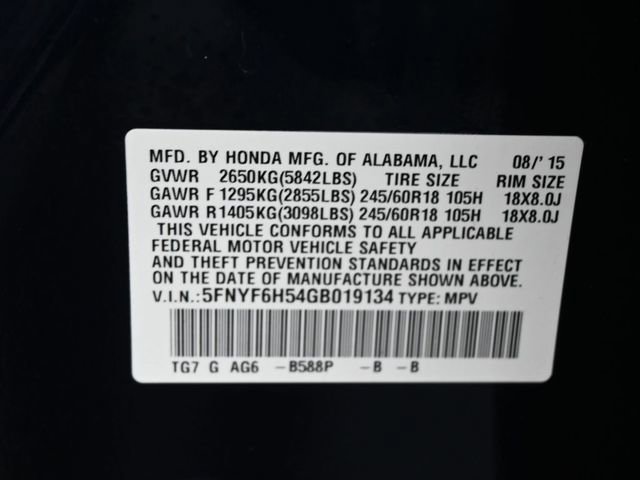 MFD. BY HONDA MFG. OF ALABAMA, LLC 08/'15
GVWR 2650KG(5842LBS) TIRE SIZE RIM SIZE
GAWR F 1295KG(2855LBS) 245/60R18 105H 18X8.0J
GAWR R 1405KG(3098LBS) 245/60R18 105H 18X8.0J
THIS VEHICLE CONFORMS TO ALL APPLICABLE
FEDERAL MOTOR VEHICLE SAFETY
AND THEFT PREVENTION STANDARDS IN EFFECT
ON THE DATE OF MANUFACTURE SHOWN ABOVE.
V.I.N.:5FNYF6H54GB019134 TYPE: MPV
TG7 G AG6 -B588P -B -B